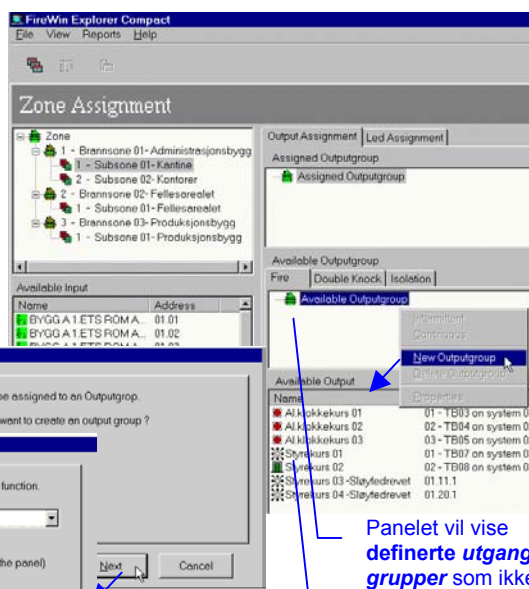 FireWin Explorer Compact
File View Reports Help
Zone Assignment
Zone
1 - Brannsone 01-Administrasjonsbygg
1 - Subsone 01-Kantine
2 - Subsone 02-Kontorer
2 - Brannsone 02-Fellesarealet
1 - Subsone 01-Fellesarealet
3 - Brannsone 03-Produksjonsbygg
1 - Subsone 01-Produksjonsbygg
Available Input
Name Address
BYGG A 1.ETS ROM A... 01.01
BYGG A 1.ETS ROM A... 01.02
Output Assignment Led Assignment
Assigned Outputgroup
Assigned Outputgroup
Available Outputgroup
Fire Double Knock Isolation
Available Outputgroup
Intermittent
Continuous
New Outputgroup
Delete Outputgroup
Properties
Available Output
Name
Al.klokkekurs 01 01 - TB03 on system 0
Al.klokkekurs 02 02 - TB04 on system 0
Al.klokkekurs 03 03 - TB05 on system 0
Styrekurs 01 01 - TB07 on system 0
Styrekurs 02 02 - TB08 on system 0
Styrekurs 03 -Sløyfedrevet 01.11.1
Styrekurs 04 -Sløyfedrevet 01.20.1
be assigned to an Outputgrop.
want to create an output group ?
function.
the panel)
Next Cancel
Panelet vil vise
definerte utgang
grupper som ikke